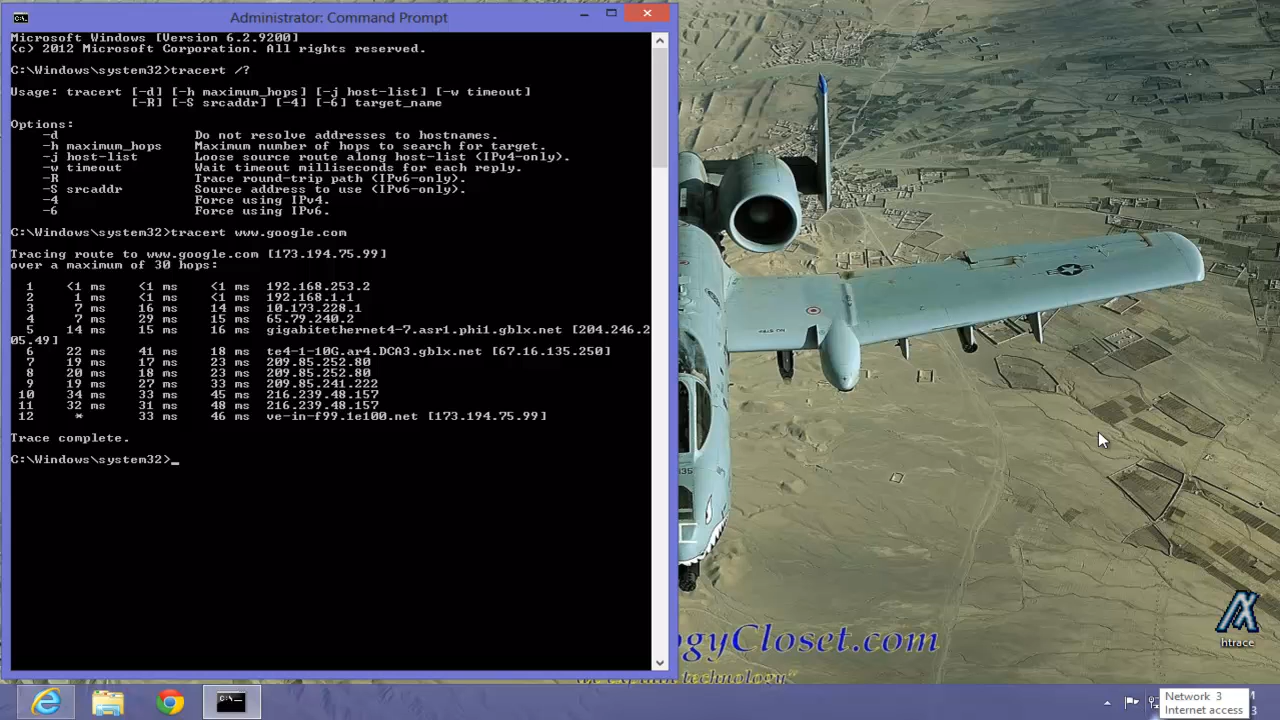 Administrator: Command Prompt
Microsoft Windows [Version 6.2.9200]
(c) 2012 Microsoft Corporation. All rights reserved.
C:\Windows\system32>tracert /?
Usage: tracert [-d] [-h maximum_hops] [-j host-list] [-w timeout]
[-R] [-S srcaddr] [-4] [-6] target_name
Options:
-d Do not resolve addresses to hostnames.
-h maximum_hops Maximum number of hops to search for target.
-j host-list Loose source route along host-list (IPv4-only).
-w timeout Wait timeout milliseconds for each reply.
-R Trace round-trip path (IPv6-only).
-S srcaddr Source address to use (IPv6-only).
-4 Force using IPv4.
-6 Force using IPv6.
C:\Windows\system32>tracert www.google.com
Tracing route to www.google.com [173.194.75.99]
over a maximum of 30 hops:
1 <1 ms <1 ms <1 ms 192.168.253.2
2 1 ms <1 ms <1 ms 192.168.1.1
3 7 ms 16 ms 14 ms 10.173.228.1
4 7 ms 29 ms 15 ms 65.79.240.2
5 14 ms 15 ms 16 ms gigabitethernet4-7.asr1.phi1.gblx.net [204.246.2
05.49]
6 22 ms 41 ms 18 ms te4-1-10G.ar4.DCA3.gblx.net [67.16.135.250]
7 19 ms 17 ms 23 ms 209.85.252.80
8 20 ms 18 ms 23 ms 209.85.252.80
9 19 ms 27 ms 33 ms 209.85.241.222
10 34 ms 33 ms 45 ms 216.239.48.157
11 32 ms 31 ms 48 ms 216.239.48.157
12 * 33 ms 46 ms ve-in-f99.1e100.net [173.194.75.99]
Trace complete.
C:\Windows\system32>_
htrace
ogyCloset.com
technology"
Network 3
Internet access